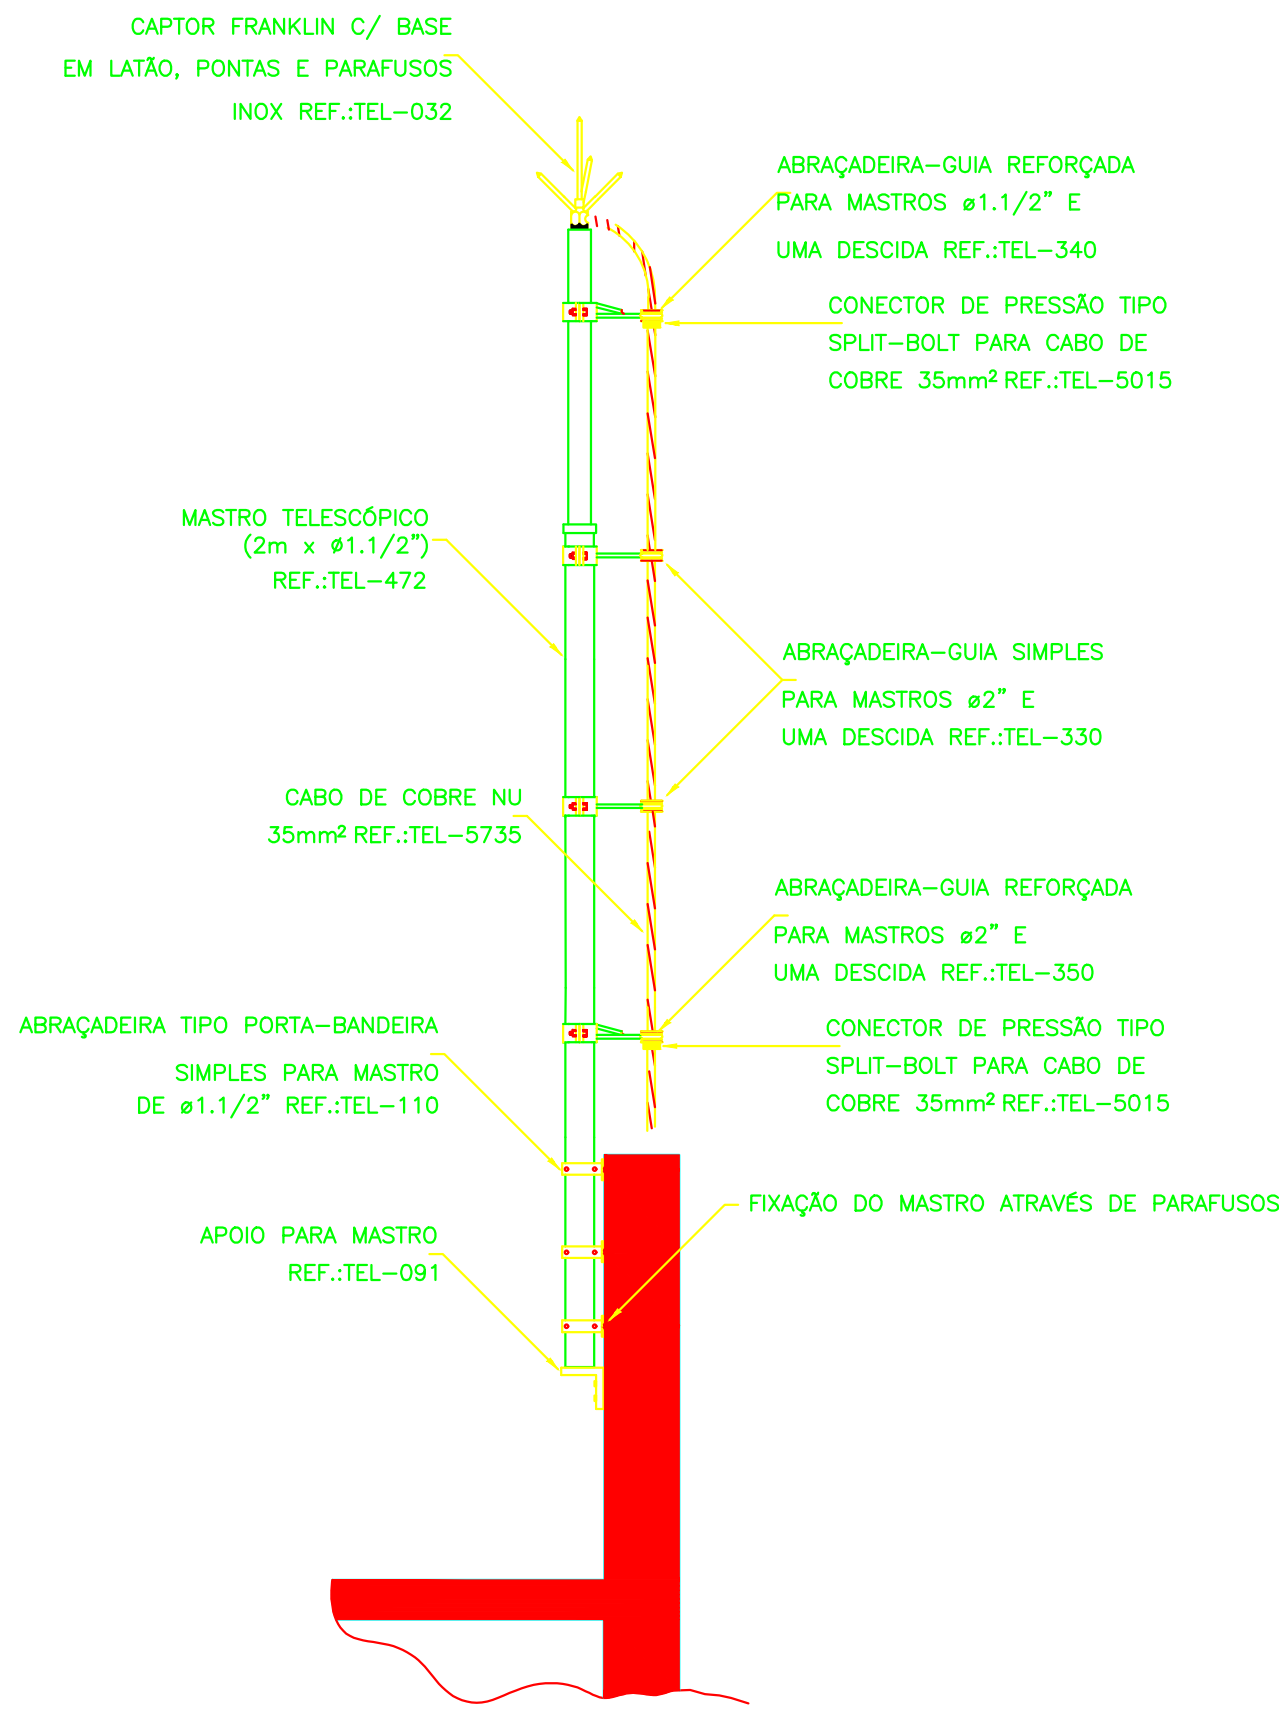 CAPTOR FRANKLIN C/ BASE
EM LATÃO, PONTAS E PARAFUSOS
INOX REF.:TEL-032
ABRAÇADEIRA-GUIA REFORÇADA
PARA MASTROS ø1.1/2" E
UMA DESCIDA REF.:TEL-340
CONECTOR DE PRESSÃO TIPO
SPLIT-BOLT PARA CABO DE
COBRE 35mm² REF.:TEL-5015
MASTRO TELESCÓPICO
(2m x Ø1.1/2")
REF.:TEL-472
ABRAÇADEIRA-GUIA SIMPLES
PARA MASTROS ø2" E
UMA DESCIDA REF.:TEL-330
CABO DE COBRE NU
35mm² REF.:TEL-5735
ABRAÇADEIRA-GUIA REFORÇADA
PARA MASTROS ø2" E
UMA DESCIDA REF.:TEL-350
ABRAÇADEIRA TIPO PORTA-BANDEIRA
SIMPLES PARA MASTRO
DE ø1.1/2" REF.:TEL-110
CONECTOR DE PRESSÃO TIPO
SPLIT-BOLT PARA CABO DE
COBRE 35mm² REF.:TEL-5015
FIXAÇÃO DO MASTRO ATRAVÉS DE PARAFUSOS
APOIO PARA MASTRO
REF.:TEL-091